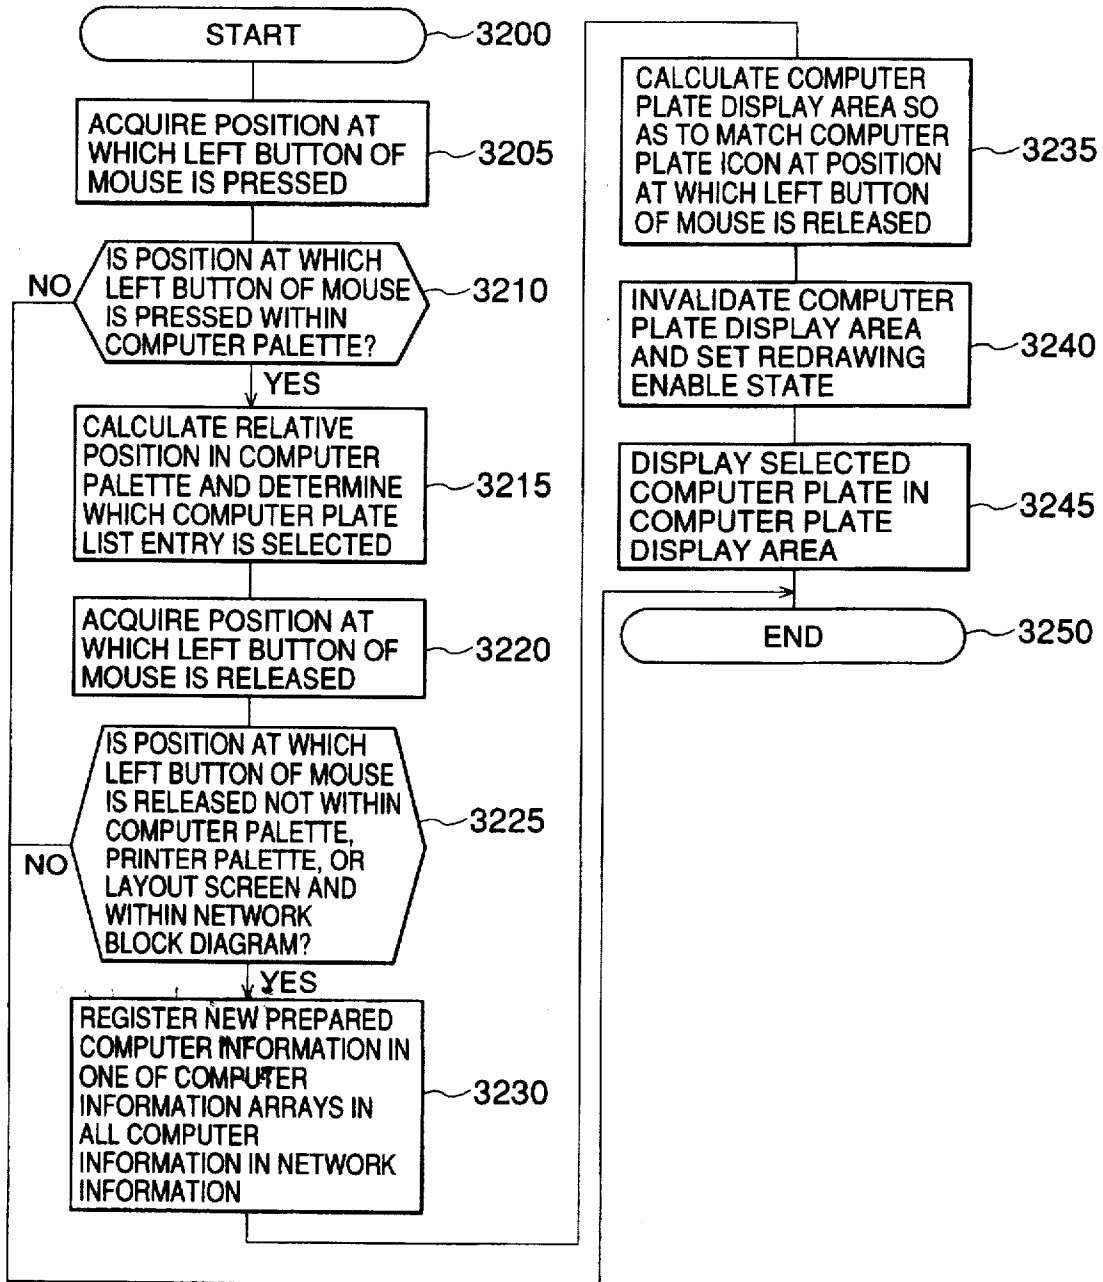 START
3200
ACQUIRE POSITION AT
WHICH LEFT BUTTON OF
MOUSE IS PRESSED
3205
IS POSITION AT WHICH
LEFT BUTTON OF MOUSE
IS PRESSED WITHIN
COMPUTER PALETTE?
3210
NO
YES
CALCULATE RELATIVE
POSITION IN COMPUTER
PALETTE AND DETERMINE
WHICH COMPUTER PLATE
LIST ENTRY IS SELECTED
3215
ACQUIRE POSITION AT
WHICH LEFT BUTTON OF
MOUSE IS RELEASED
3220
IS POSITION AT WHICH
LEFT BUTTON OF MOUSE
IS RELEASED NOT WITHIN
COMPUTER PALETTE,
PRINTER PALETTE, OR
LAYOUT SCREEN AND
WITHIN NETWORK
BLOCK DIAGRAM?
3225
NO
YES
REGISTER NEW PREPARED
COMPUTER INFORMATION IN
ONE OF COMPUTER
INFORMATION ARRAYS IN
ALL COMPUTER
INFORMATION IN NETWORK
INFORMATION
3230
CALCULATE COMPUTER
PLATE DISPLAY AREA SO
AS TO MATCH COMPUTER
PLATE ICON AT POSITION
AT WHICH LEFT BUTTON
OF MOUSE IS RELEASED
3235
INVALIDATE COMPUTER
PLATE DISPLAY AREA
AND SET REDRAWING
ENABLE STATE
3240
DISPLAY SELECTED
COMPUTER PLATE IN
COMPUTER PLATE
DISPLAY AREA
3245
END
3250